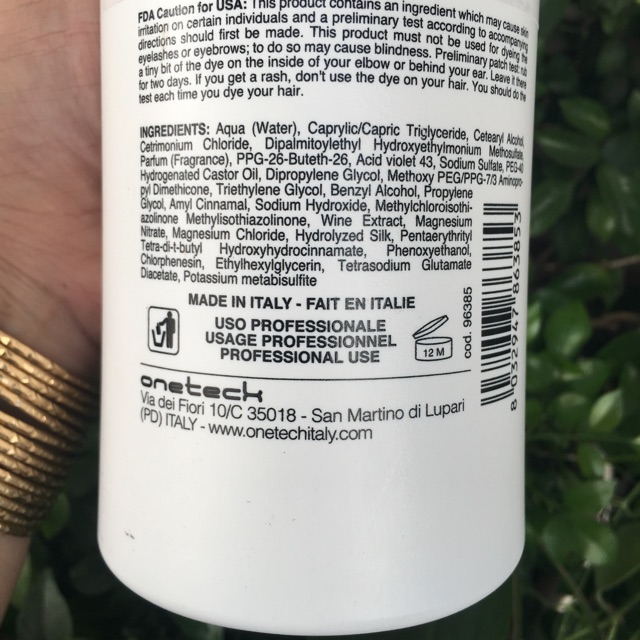 FDA Caution for USA: This product contains an ingredient which may cause skin
irritation on certain individuals and a preliminary test according to accompanying
directions should first be made. This product must not be used for dyeing the
eyelashes or eyebrows; to do so may cause blindness. Preliminary patch test: rub
a tiny bit of the dye on the inside of your elbow or behind your ear. Leave it there
for two days. If you get a rash, don't use the dye on your hair. You should do the
test each time you dye your hair.
INGREDIENTS: Aqua (Water), Caprylic/Capric Triglyceride, Cetearyl Alcohol,
Cetrimonium Chloride, Dipalmitoylethyl Hydroxyethylmonium Methosulfate,
Parfum (Fragrance), PPG-26-Buteth-26, Acid violet 43, Sodium Sulfate, PEG-40
Hydrogenated Castor Oil, Dipropylene Glycol, Methoxy PEG/PPG-7/3 Aminopro-
pyl Dimethicone, Triethylene Glycol, Benzyl Alcohol, Propylene
Glycol, Amyl Cinnamal, Sodium Hydroxide, Methylchloroisothi-
azolinone Methylisothiazolinone, Wine Extract, Magnesium
Nitrate, Magnesium Chloride, Hydrolyzed Silk, Pentaerythrityl
Tetra-di-t-butyl Hydroxyhydrocinnamate, Phenoxyethanol,
Chlorphenesin, Ethylhexylglycerin, Tetrasodium Glutamate
Diacetate, Potassium metabisulfite
MADE IN ITALY - FAIT EN ITALIE
USO PROFESSIONALE
USAGE PROFESSIONNEL
PROFESSIONAL USE
12 M
cod. 96385
8 032947 863853
onetech
Via dei Fiori 10/C 35018 - San Martino di Lupari
(PD) ITALY - www.onetechitaly.com